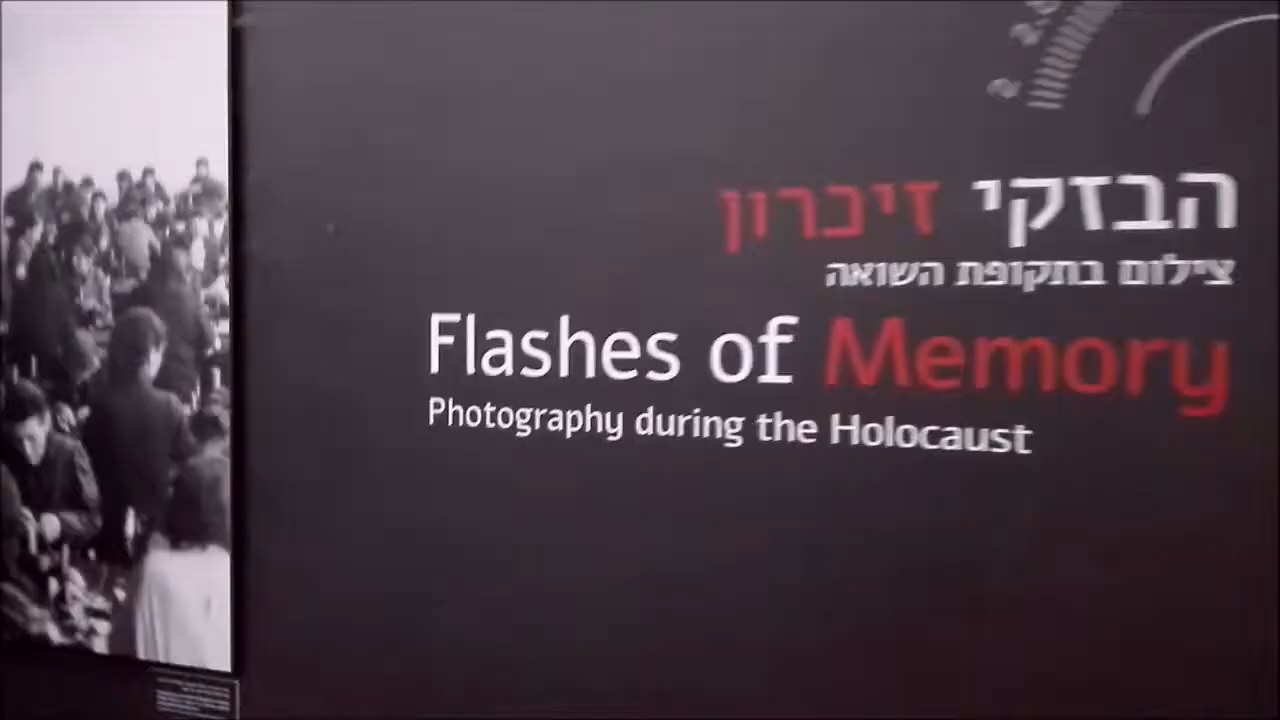 הבזקי זיכרון
צילום בתקופת השואה
Flashes of Memory
Photography during the Holocaust